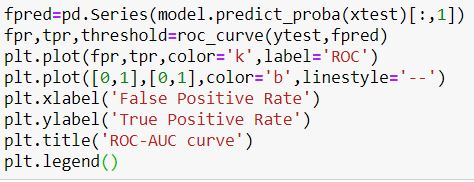 fpred=pd.Series(model.predict_proba(xtest)[:,1])
fpr,tpr,threshold=roc_curve(ytest,fpred)
plt.plot(fpr,tpr,color='k',label='ROC')
plt.plot([0,1],[0,1],color='b',linestyle='--')
plt.xlabel('False Positive Rate')
plt.ylabel('True Positive Rate')
plt.title('ROC-AUC curve')
plt.legend()